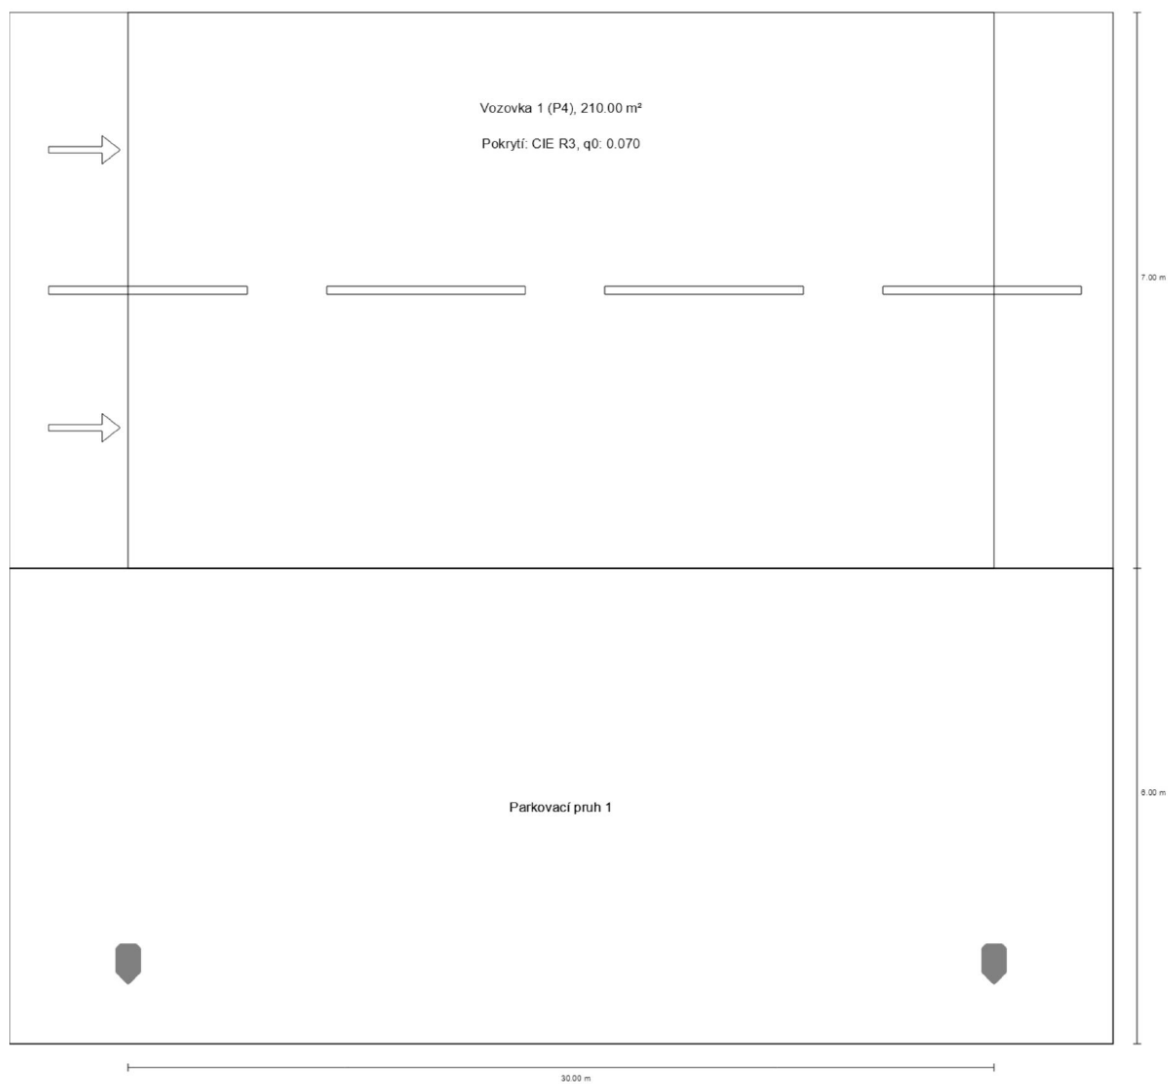 Vozovka 1 (P4), 210.00 m²
Pokrytí: CIE R3, q0: 0.070
7.00 m
Parkovací pruh 1
6.00 m
30.00 m